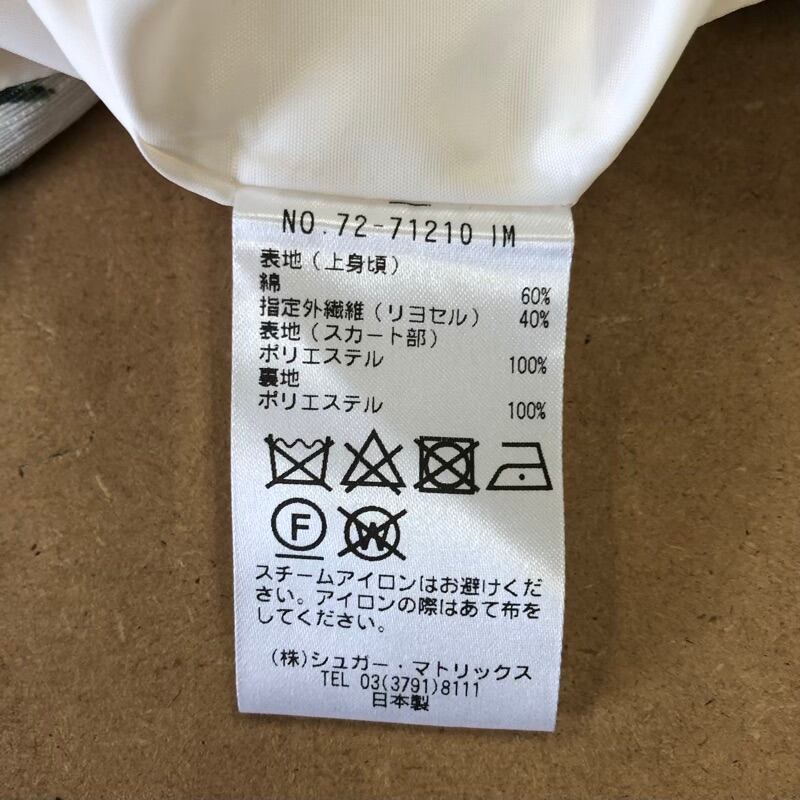 NO.72-71210 IM
表地(上身頃)
綿 60%
指定外繊維(リヨセル) 40%
表地(スカート部)
ポリエステル 100%
裏地
ポリエステル 100%
F W
スチームアイロンはお避けくだ
さい。アイロンの際はあて布を
してください。
(株)シュガー・マトリックス
TEL 03(3791)8111
日本製